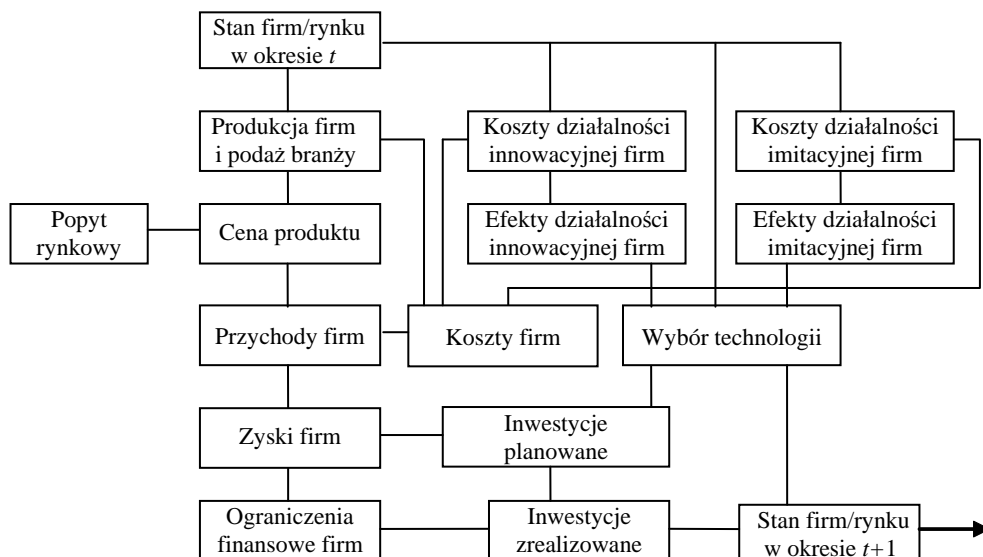 Stan firm/rynku
w okresie t
Produkcja firm
i podaż branży
Koszty działalności
innowacyjnej firm
Koszty działalności
imitacyjnej firm
Popyt
rynkowy
Cena produktu
Efekty działalności
innowacyjnej firm
Efekty działalności
imitacyjnej firm
Przychody firm
Koszty firm
Wybór technologii
Zyski firm
Inwestycje
planowane
Ograniczenia
finansowe firm
Inwestycje
zrealizowane
Stan firm/rynku
w okresie t+1